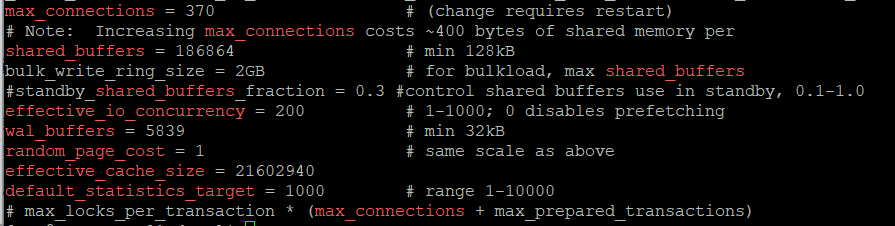 max_connections = 370 # (change requires restart)
# Note: Increasing max_connections costs ~400 bytes of shared memory per
shared_buffers = 186864 # min 128kB
bulk_write_ring_size = 2GB # for bulkload, max shared_buffers
#standby_shared_buffers_fraction = 0.3 #control shared buffers use in standby, 0.1-1.0
effective_io_concurrency = 200 # 1-1000; 0 disables prefetching
wal_buffers = 5839 # min 32kB
random_page_cost = 1 # same scale as above
effective_cache_size = 21602940
default_statistics_target = 1000 # range 1-10000
# max_locks_per_transaction * (max_connections + max_prepared_transactions)